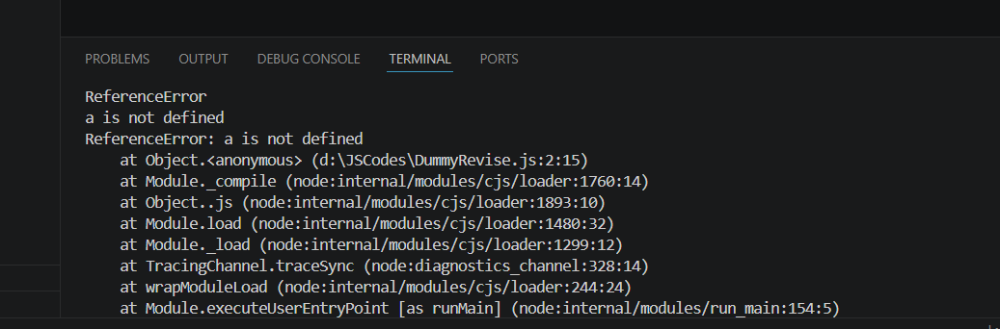 PROBLEMS OUTPUT DEBUG CONSOLE TERMINAL PORTS
ReferenceError
a is not defined
ReferenceError: a is not defined
    at Object.<anonymous> (d:\JSCodes\DummyRevise.js:2:15)
    at Module._compile (node:internal/modules/cjs/loader:1760:14)
    at Object..js (node:internal/modules/cjs/loader:1893:10)
    at Module.load (node:internal/modules/cjs/loader:1480:32)
    at Module._load (node:internal/modules/cjs/loader:1299:12)
    at TracingChannel.traceSync (node:diagnostics_channel:328:14)
    at wrapModuleLoad (node:internal/modules/cjs/loader:244:24)
    at Module.executeUserEntryPoint [as runMain] (node:internal/modules/run_main:154:5)